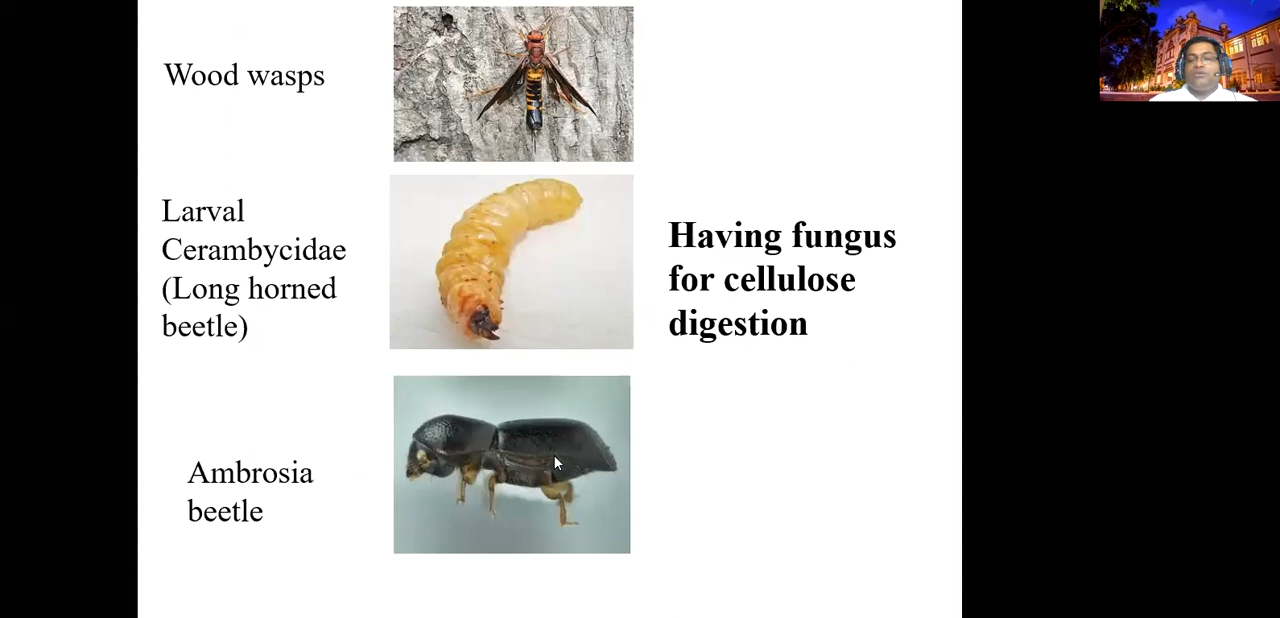 Wood wasps
Larval
Cerambycidae
(Long horned
beetle)
Having fungus
for cellulose
digestion
Ambrosia
beetle